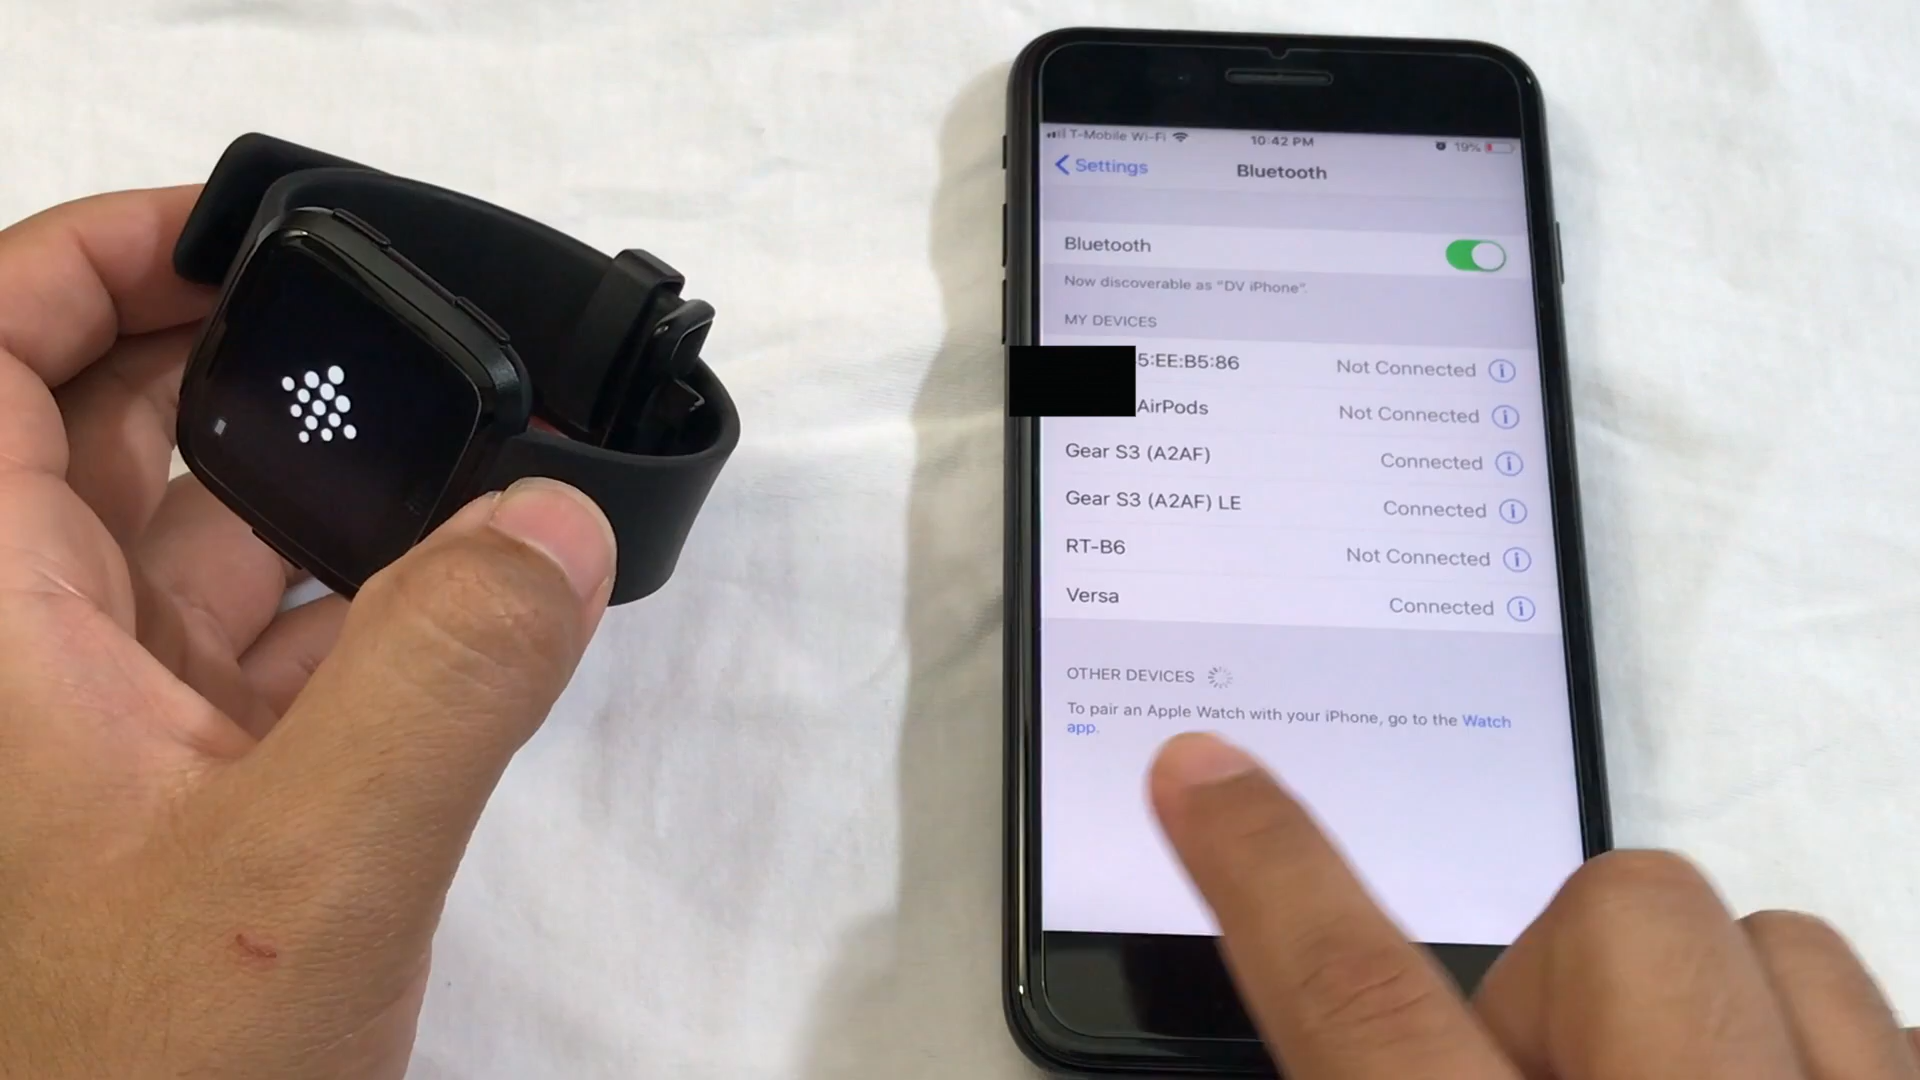 T-Mobile Wi-Fi 10:42 PM 19%
Settings Bluetooth
Bluetooth
Now discoverable as “DV iPhone”.
MY DEVICES
5:EE:B5:86 Not Connected
AirPods Not Connected
Gear S3 (A2AF) Connected
Gear S3 (A2AF) LE Connected
RT-B6 Not Connected
Versa Connected
OTHER DEVICES
To pair an Apple Watch with your iPhone, go to the Watch
app.